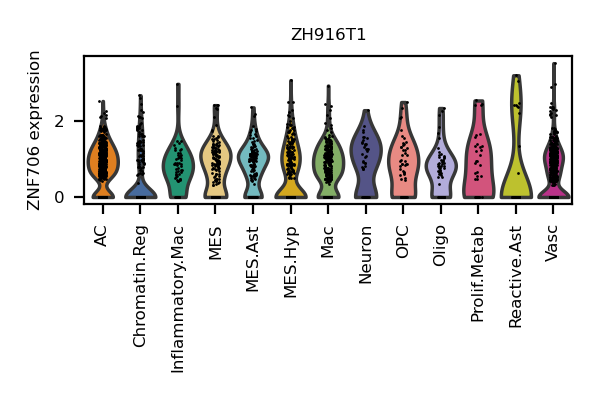 ZH916T1
ZNF706 expression
2
0
AC
Chromatin.Reg
Inflammatory.Mac
MES
MES.Ast
MES.Hyp
Mac
Neuron
OPC
Oligo
Prolif.Metab
Reactive.Ast
Vasc